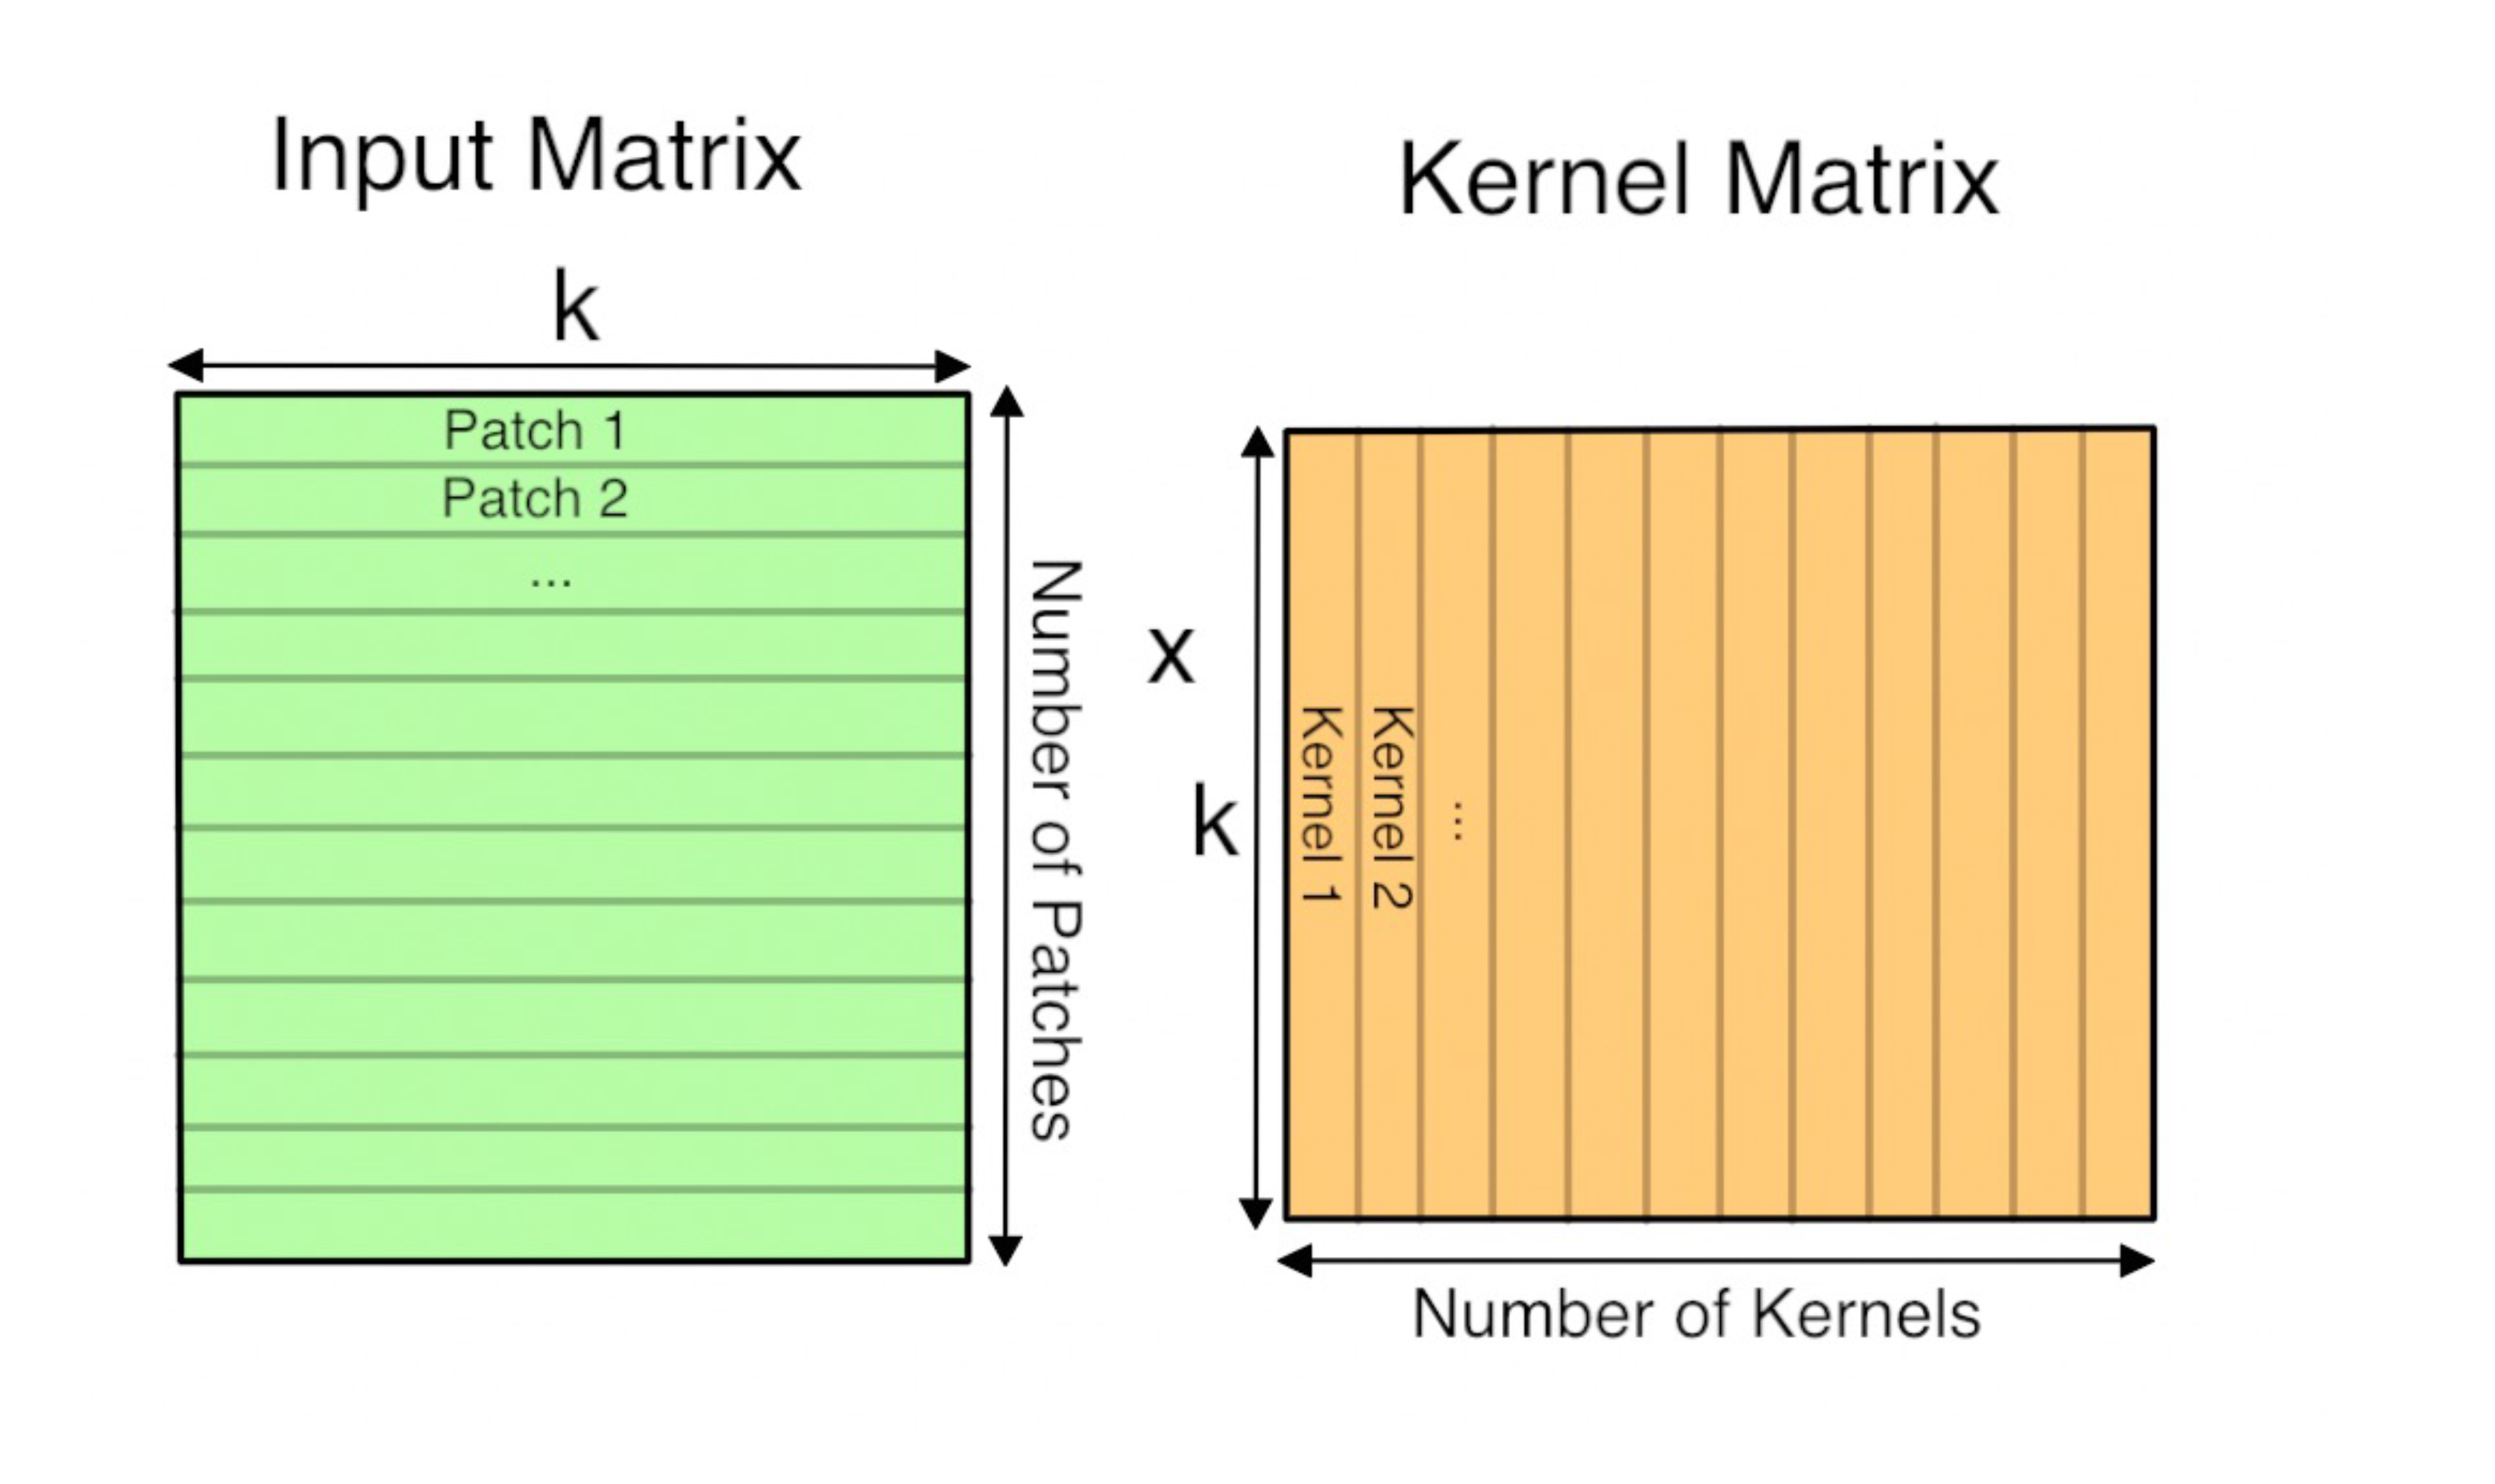 Input Matrix
k
Patch 1
Patch 2
...
Number of Patches
x
Kernel Matrix
k
Kernel 1
Kernel 2
...
Number of Kernels